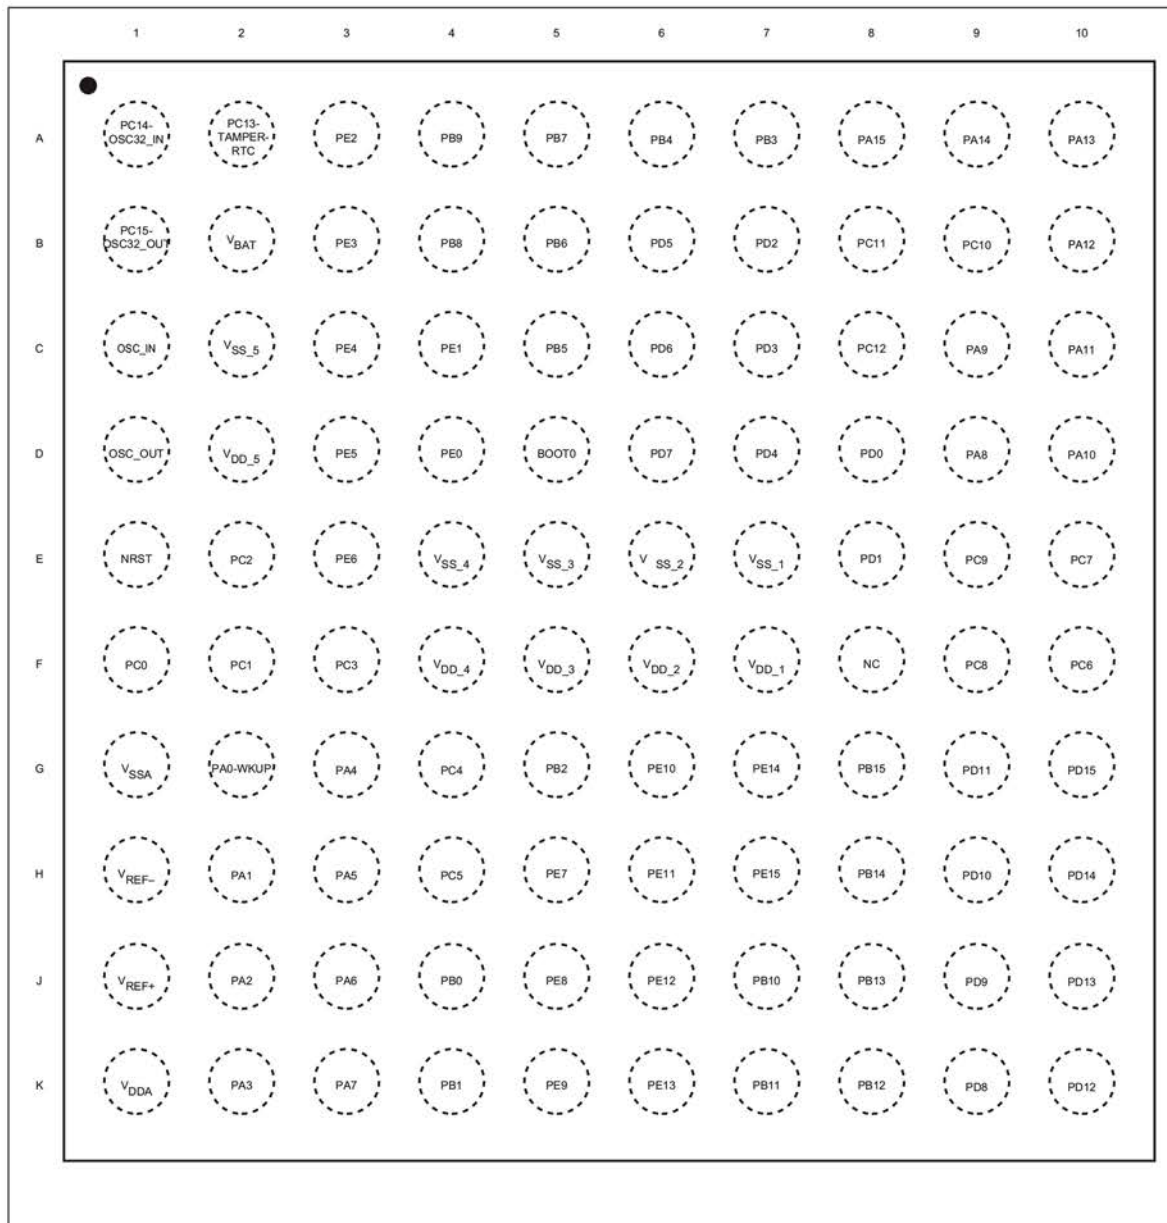 1 2 3 4 5 6 7 8 9 10
A PC14-OSC32_IN PC13-TAMPER-RTC PE2 PB9 PB7 PB4 PB3 PA15 PA14 PA13
B PC15-OSC32_OUT VBAT PE3 PB8 PB6 PD5 PD2 PC11 PC10 PA12
C OSC_IN VSS_5 PE4 PE1 PB5 PD6 PD3 PC12 PA9 PA11
D OSC_OUT VDD_5 PE5 PE0 BOOT0 PD7 PD4 PD0 PA8 PA10
E NRST PC2 PE6 VSS_4 VSS_3 V SS_2 VSS_1 PD1 PC9 PC7
F PC0 PC1 PC3 VDD_4 VDD_3 VDD_2 VDD_1 NC PC8 PC6
G VSSA PA0-WKUP PA4 PC4 PB2 PE10 PE14 PB15 PD11 PD15
H VREF– PA1 PA5 PC5 PE7 PE11 PE15 PB14 PD10 PD14
J VREF+ PA2 PA6 PB0 PE8 PE12 PB10 PB13 PD9 PD13
K VDDA PA3 PA7 PB1 PE9 PE13 PB11 PB12 PD8 PD12